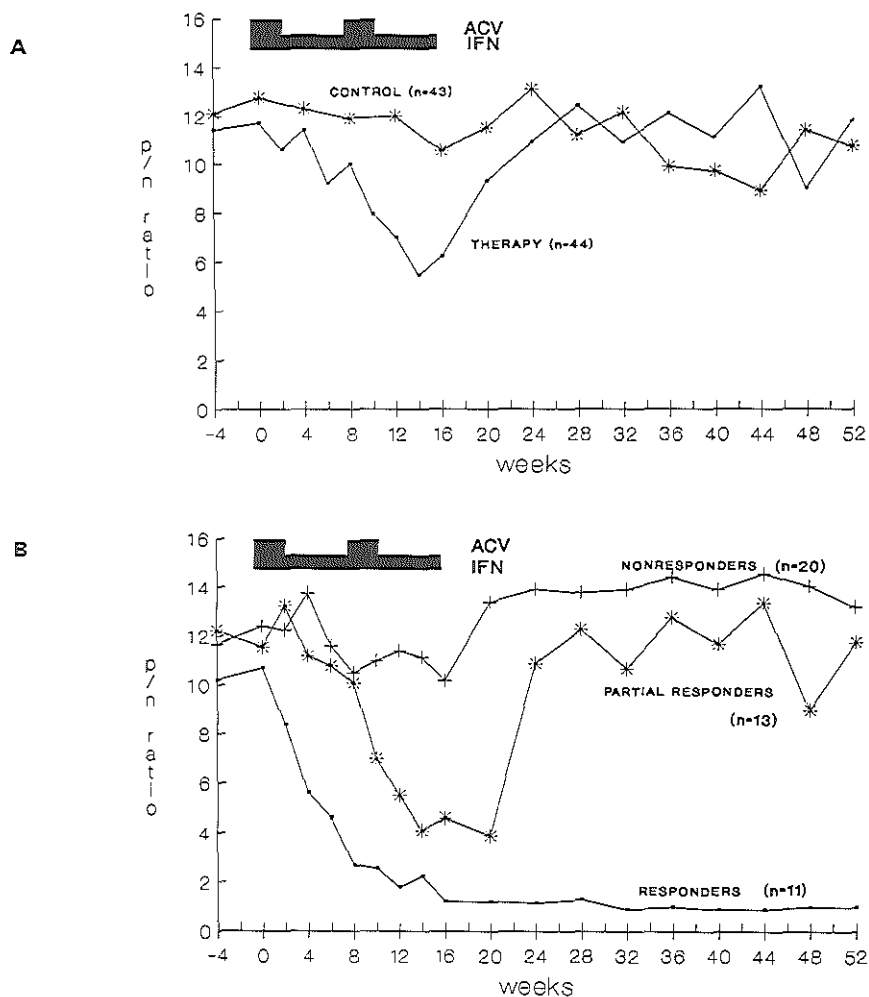 A
16
14
12
10
8
6
4
2
0
p/n ratio
ACV
IFN
CONTROL (n=43)
THERAPY (n=44)
-4 0 4 8 12 16 20 24 28 32 36 40 44 48 52
weeks
B
16
14
12
10
8
6
4
2
0
p/n ratio
ACV
IFN
NONRESPONDERS (n=20)
PARTIAL RESPONDERS
(n=13)
RESPONDERS (n=11)
-4 0 4 8 12 16 20 24 28 32 36 40 44 48 52
weeks